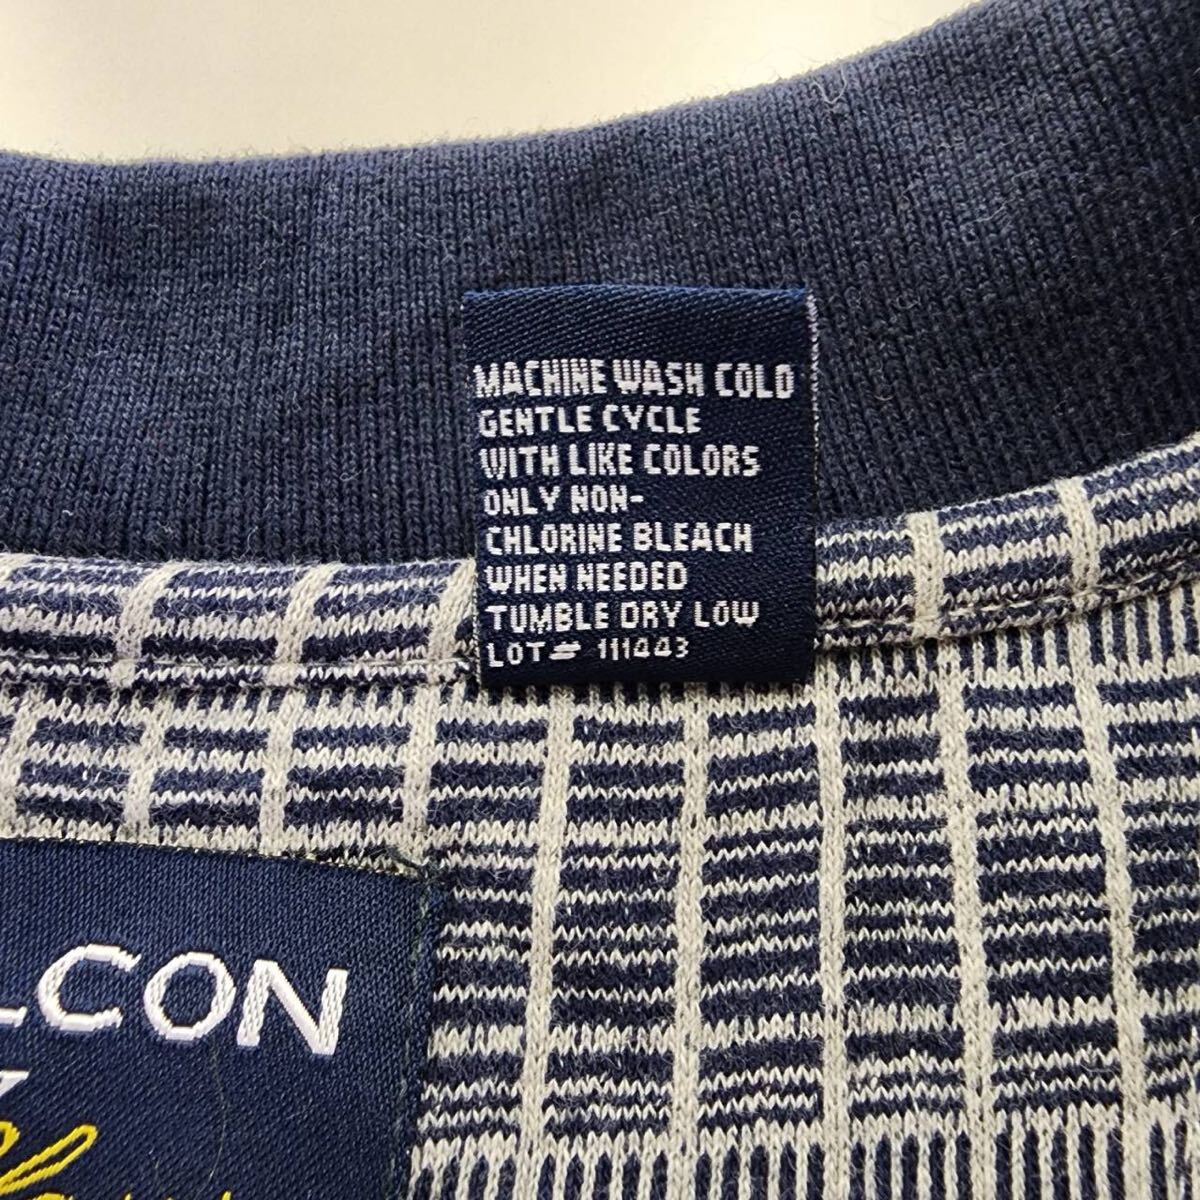 MACHINE WASH COLD
GENTLE CYCLE
WITH LIKE COLORS
ONLY NON-
CHLORINE BLEACH
WHEN NEEDED
TUMBLE DRY LOW
LOT # 111443
LCON